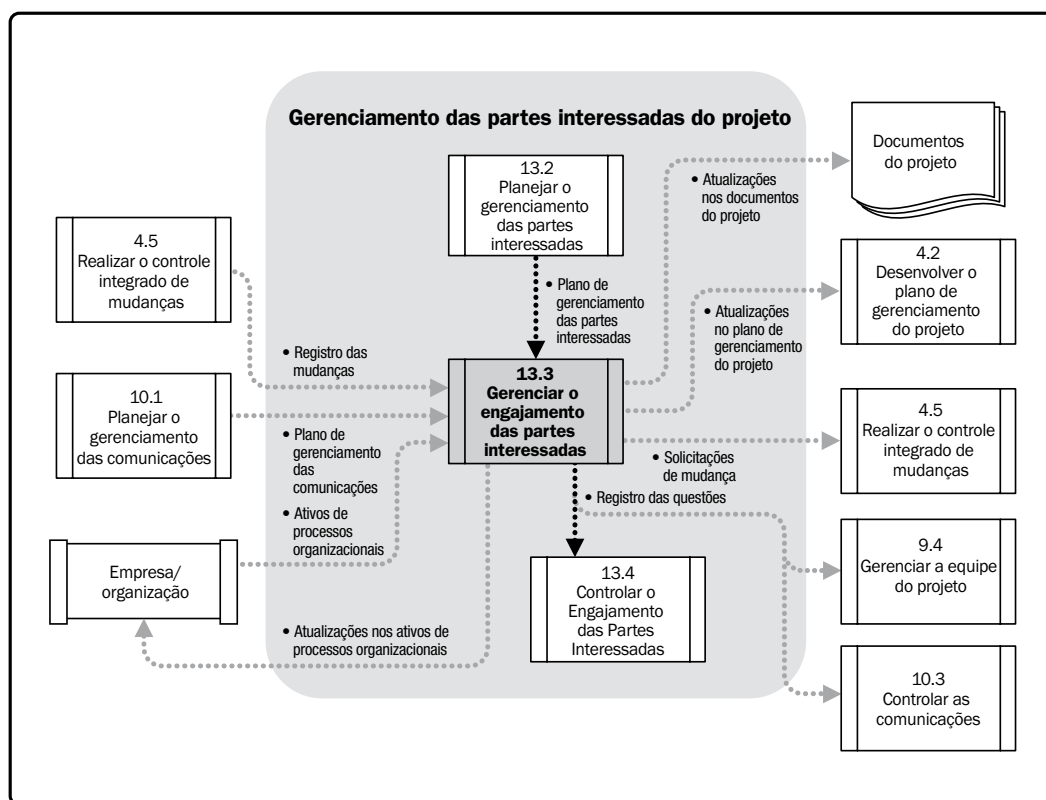 Gerenciamento das partes interessadas do projeto
13.2
Planejar o
gerenciamento
das partes
interessadas
Documentos
do projeto
• Atualizações
nos documentos
do projeto
4.5
Realizar o controle
integrado de
mudanças
4.2
Desenvolver o
plano de
gerenciamento
do projeto
• Plano de
gerenciamento
das partes
interessadas
• Atualizações
no plano de
gerenciamento
do projeto
• Registro das
mudanças
13.3
Gerenciar o
engajamento
das partes
interessadas
10.1
Planejar o
gerenciamento
das comunicações
• Plano de
gerenciamento
das
comunicações
4.5
Realizar o controle
integrado de
mudanças
• Solicitações
de mudança
• Registro das questões
• Ativos de
processos
organizacionais
Empresa/
organização
13.4
Controlar o
Engajamento
das Partes
Interessadas
9.4
Gerenciar a equipe
do projeto
• Atualizações nos ativos de
processos organizacionais
10.3
Controlar as
comunicações